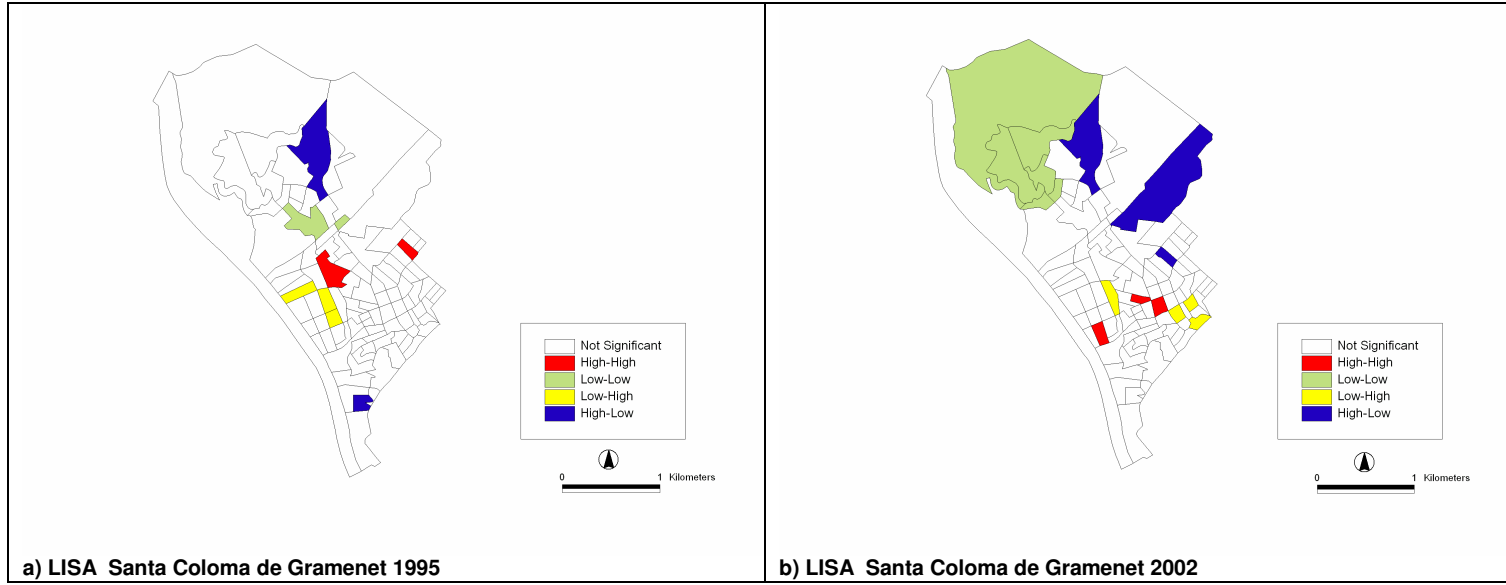 Not Significant
High-High
Low-Low
Low-High
High-Low
0 1 Kilometers
a) LISA Santa Coloma de Gramenet 1995
Not Significant
High-High
Low-Low
Low-High
High-Low
0 1 Kilometers
b) LISA Santa Coloma de Gramenet 2002